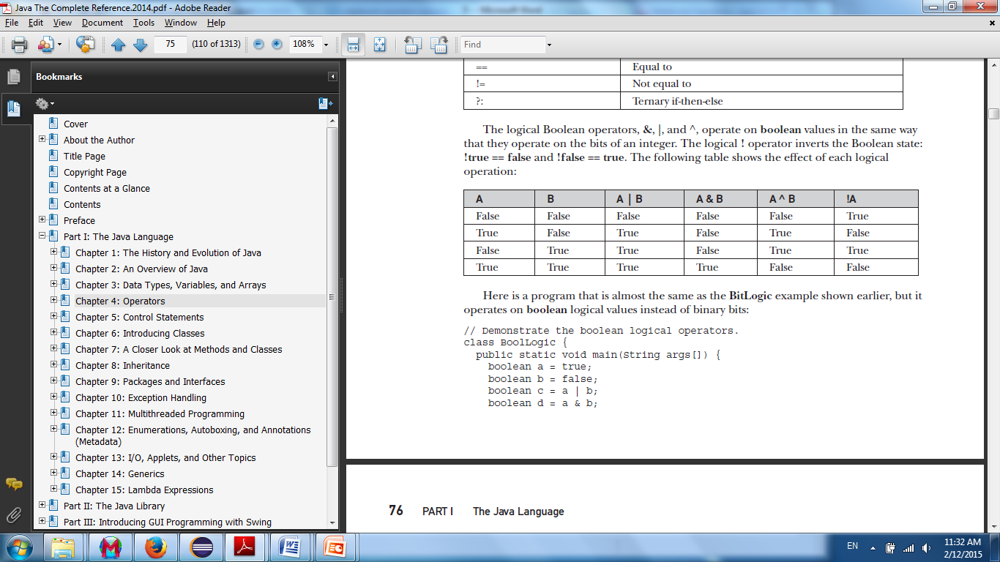 Java The Complete Reference.2014.pdf - Adobe Reader
File Edit View Document Tools Window Help
75 (110 of 1313) 108% Find
Bookmarks
Cover
About the Author
Title Page
Copyright Page
Contents at a Glance
Contents
Preface
Part I: The Java Language
Chapter 1: The History and Evolution of Java
Chapter 2: An Overview of Java
Chapter 3: Data Types, Variables, and Arrays
Chapter 4: Operators
Chapter 5: Control Statements
Chapter 6: Introducing Classes
Chapter 7: A Closer Look at Methods and Classes
Chapter 8: Inheritance
Chapter 9: Packages and Interfaces
Chapter 10: Exception Handling
Chapter 11: Multithreaded Programming
Chapter 12: Enumerations, Autoboxing, and Annotations
(Metadata)
Chapter 13: I/O, Applets, and Other Topics
Chapter 14: Generics
Chapter 15: Lambda Expressions
Part II: The Java Library
Part III: Introducing GUI Programming with Swing
== Equal to
!= Not equal to
?: Ternary if-then-else
The logical Boolean operators, &, |, and ^, operate on boolean values in the same way
that they operate on the bits of an integer. The logical ! operator inverts the Boolean state:
!true == false and !false == true. The following table shows the effect of each logical
operation:
A B A | B A & B A ^ B !A
False False False False False True
True False True False True False
False True True False True True
True True True True False False
Here is a program that is almost the same as the BitLogic example shown earlier, but it
operates on boolean logical values instead of binary bits:
// Demonstrate the boolean logical operators.
class BoolLogic {
public static void main(String args[]) {
boolean a = true;
boolean b = false;
boolean c = a | b;
boolean d = a & b;
76 PART I The Java Language
EN
11:32 AM
2/12/2015